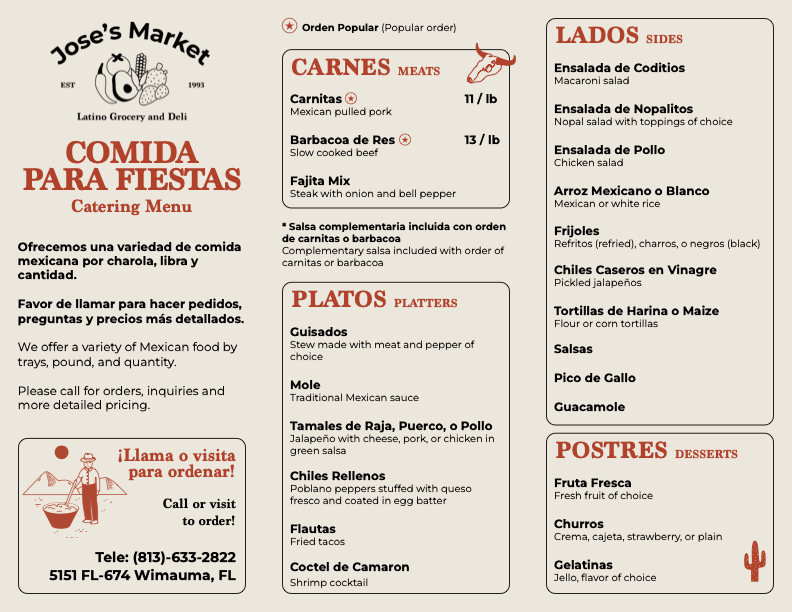 Jose's Market
EST 1993
Latino Grocery and Deli
COMIDA
PARA FIESTAS
Catering Menu
Ofrecemos una variedad de comida
mexicana por charola, libra y
cantidad.
Favor de llamar para hacer pedidos,
preguntas y precios más detallados.
We offer a variety of Mexican food by
trays, pound, and quantity.
Please call for orders, inquiries and
more detailed pricing.
¡Llama o visita
para ordenar!
Call or visit
to order!
Tele: (813)-633-2822
5151 FL-674 Wimauma, FL
Orden Popular (Popular order)
CARNES MEATS
Carnitas 11 / lb
Mexican pulled pork
Barbacoa de Res 13 / lb
Slow cooked beef
Fajita Mix
Steak with onion and bell pepper
* Salsa complementaria incluida con orden
de carnitas o barbacoa
Complementary salsa included with order of
carnitas or barbacoa
PLATOS PLATTERS
Guisados
Stew made with meat and pepper of
choice
Mole
Traditional Mexican sauce
Tamales de Raja, Puerco, o Pollo
Jalapeño with cheese, pork, or chicken in
green salsa
Chiles Rellenos
Poblano peppers stuffed with queso
fresco and coated in egg batter
Flautas
Fried tacos
Coctel de Camaron
Shrimp cocktail
LADOS SIDES
Ensalada de Coditios
Macaroni salad
Ensalada de Nopalitos
Nopal salad with toppings of choice
Ensalada de Pollo
Chicken salad
Arroz Mexicano o Blanco
Mexican or white rice
Frijoles
Refritos (refried), charros, o negros (black)
Chiles Caseros en Vinagre
Pickled jalapeños
Tortillas de Harina o Maize
Flour or corn tortillas
Salsas
Pico de Gallo
Guacamole
POSTRES DESSERTS
Fruta Fresca
Fresh fruit of choice
Churros
Crema, cajeta, strawberry, or plain
Gelatinas
Jello, flavor of choice